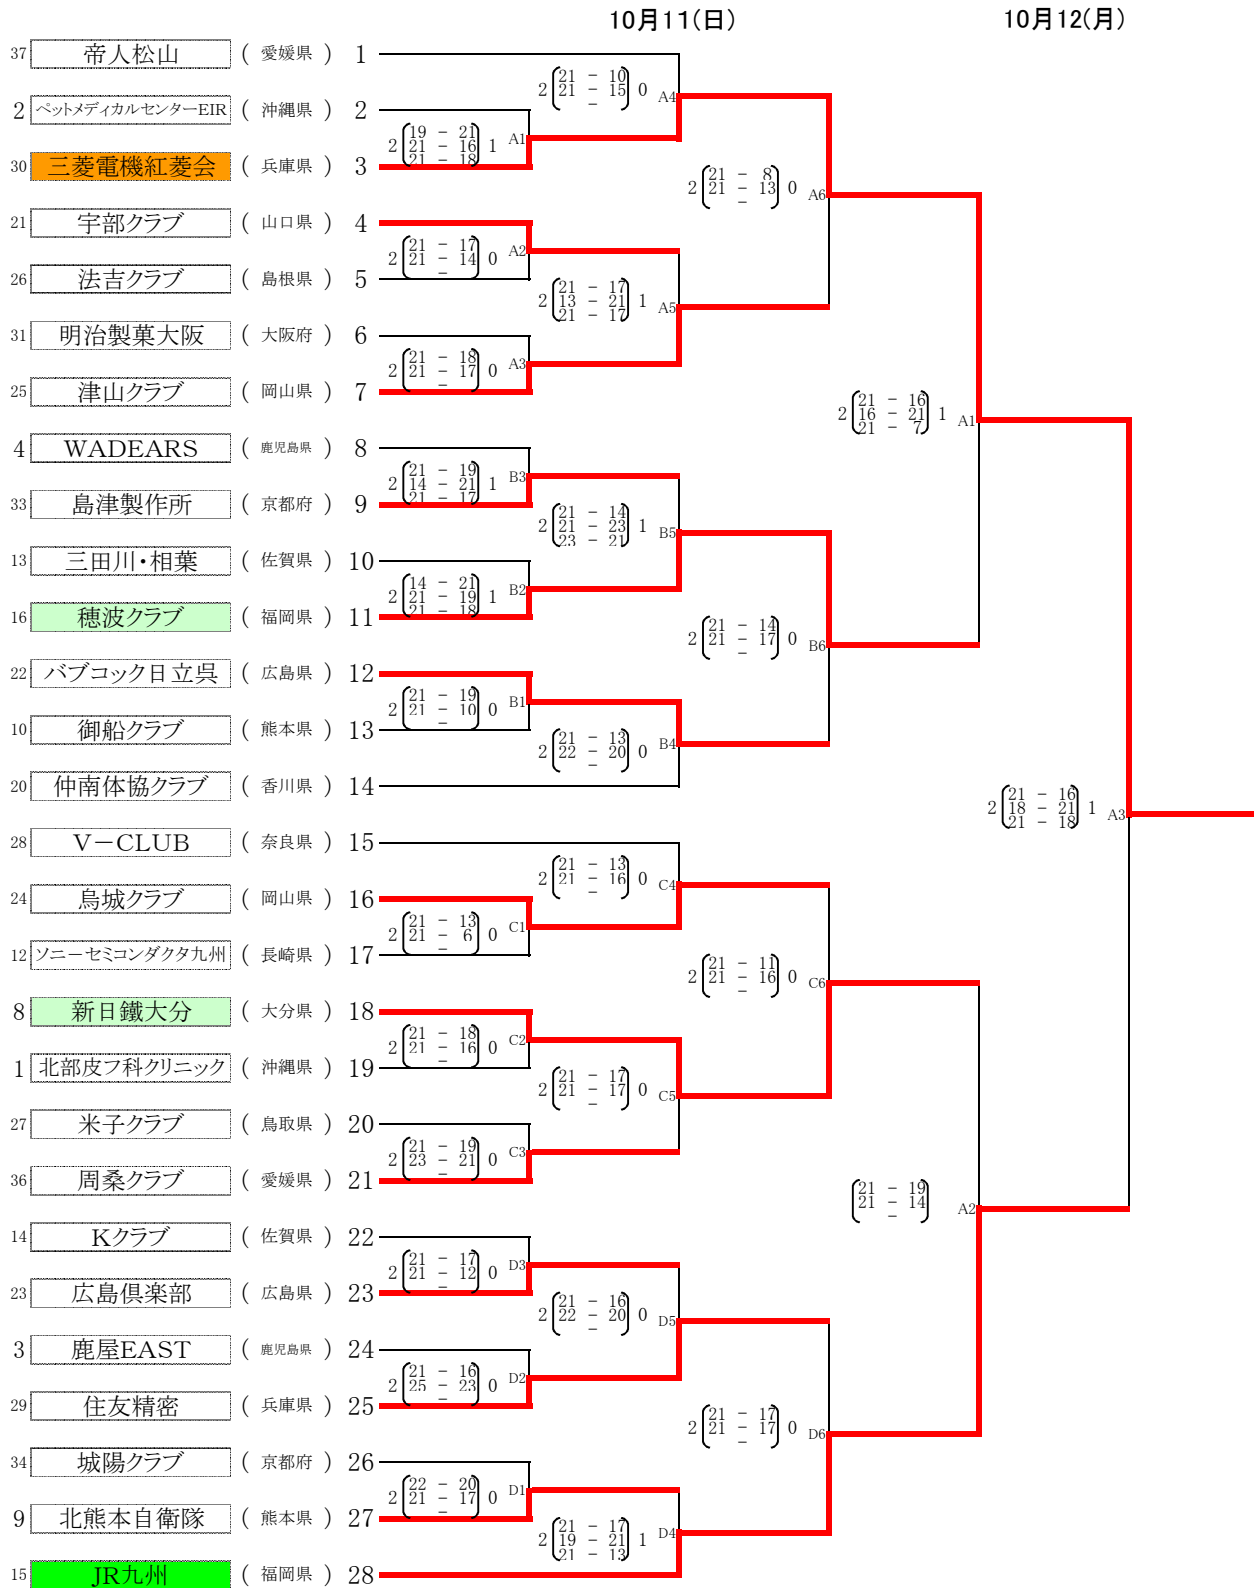 10月11(日) 10月12(月)
37 帝人松山 ( 愛媛県 ) 1
2 ( 21 - 10 21 - 15 - ) 0 A4
2 ペットメディカルセンターEIR ( 沖縄県 ) 2
2 ( 19 - 21 21 - 16 21 - 18 ) 1 A1
30 三菱電機紅菱会 ( 兵庫県 ) 3
2 ( 21 - 8 21 - 13 - ) 0 A6
21 宇部クラブ ( 山口県 ) 4
2 ( 21 - 17 21 - 14 - ) 0 A2
26 法吉クラブ ( 島根県 ) 5
2 ( 21 - 17 13 - 21 21 - 17 ) 1 A5
31 明治製菓大阪 ( 大阪府 ) 6
2 ( 21 - 18 21 - 17 - ) 0 A3
25 津山クラブ ( 岡山県 ) 7
2 ( 21 - 16 16 - 21 21 - 7 ) 1 A1
4 WADEARS ( 鹿児島県 ) 8
2 ( 21 - 19 14 - 21 21 - 17 ) 1 B3
33 島津製作所 ( 京都府 ) 9
2 ( 21 - 14 21 - 23 23 - 21 ) 1 B5
13 三田川・相葉 ( 佐賀県 ) 10
2 ( 14 - 21 21 - 19 21 - 18 ) 1 B2
16 穂波クラブ ( 福岡県 ) 11
2 ( 21 - 14 21 - 17 - ) 0 B6
22 バブコック日立呉 ( 広島県 ) 12
2 ( 21 - 19 21 - 10 - ) 0 B1
10 御船クラブ ( 熊本県 ) 13
2 ( 21 - 13 22 - 20 - ) 0 B4
20 仲南体協クラブ ( 香川県 ) 14
2 ( 21 - 16 18 - 21 21 - 18 ) 1 A3
28 V-CLUB ( 奈良県 ) 15
2 ( 21 - 13 21 - 16 - ) 0 C4
24 烏城クラブ ( 岡山県 ) 16
2 ( 21 - 13 21 - 6 - ) 0 C1
12 ソニーセミコンダクタ九州 ( 長崎県 ) 17
2 ( 21 - 11 21 - 16 - ) 0 C6
8 新日鐵大分 ( 大分県 ) 18
2 ( 21 - 18 21 - 16 - ) 0 C2
1 北部皮フ科クリニック ( 沖縄県 ) 19
2 ( 21 - 17 21 - 17 - ) 0 C5
27 米子クラブ ( 鳥取県 ) 20
2 ( 21 - 19 23 - 21 - ) 0 C3
36 周桑クラブ ( 愛媛県 ) 21
( 21 - 19 21 - 14 - ) A2
14 Kクラブ ( 佐賀県 ) 22
2 ( 21 - 17 21 - 12 - ) 0 D3
23 広島倶楽部 ( 広島県 ) 23
2 ( 21 - 16 22 - 20 - ) 0 D5
3 鹿屋EAST ( 鹿児島県 ) 24
2 ( 21 - 16 25 - 23 - ) 0 D2
29 住友精密 ( 兵庫県 ) 25
2 ( 21 - 17 21 - 17 - ) 0 D6
34 城陽クラブ ( 京都府 ) 26
2 ( 22 - 20 21 - 17 - ) 0 D1
9 北熊本自衛隊 ( 熊本県 ) 27
2 ( 21 - 17 19 - 21 21 - 13 ) 1 D4
15 JR九州 ( 福岡県 ) 28